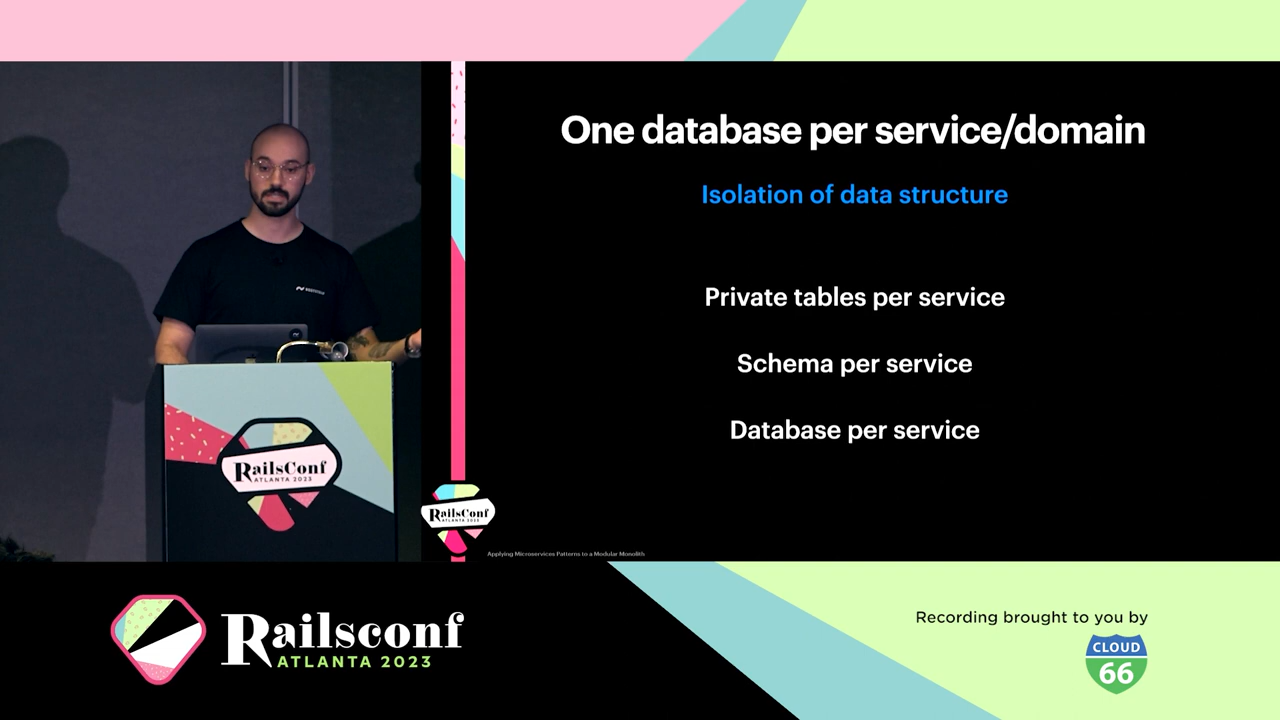 One database per service/domain
Isolation of data structure
Private tables per service
Schema per service
Database per service
RailsConf
ATLANTA 2023
RailsConf
ATLANTA 2023
Applying Microservices Patterns to a Modular Monolith
Railsconf
ATLANTA 2023
Recording brought to you by
CLOUD
66